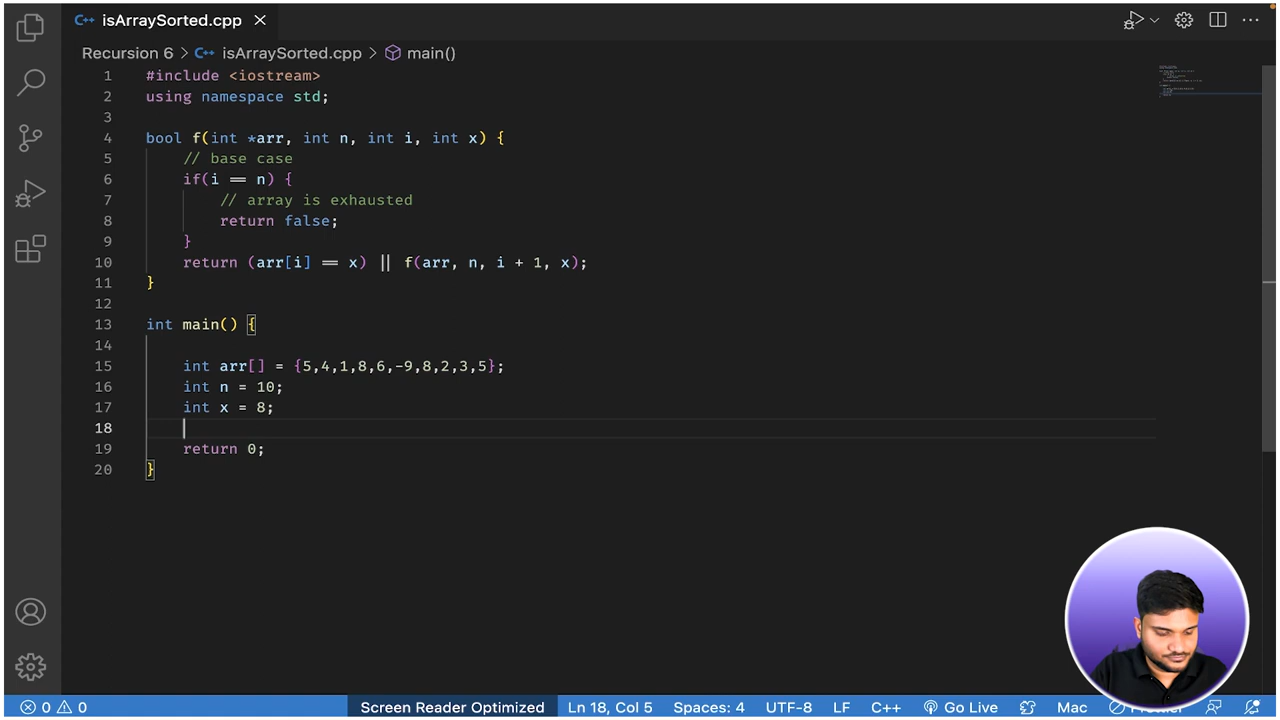 isArraySorted.cpp
Recursion 6 > isArraySorted.cpp > main()
1 #include <iostream>
2 using namespace std;
3
4 bool f(int *arr, int n, int i, int x) {
5 // base case
6 if(i == n) {
7 // array is exhausted
8 return false;
9 }
10 return (arr[i] == x) || f(arr, n, i + 1, x);
11 }
12
13 int main() {
14
15 int arr[] = {5,4,1,8,6,-9,8,2,3,5};
16 int n = 10;
17 int x = 8;
18
19 return 0;
20 }
0 0 Screen Reader Optimized Ln 18, Col 5 Spaces: 4 UTF-8 LF C++ Go Live Mac